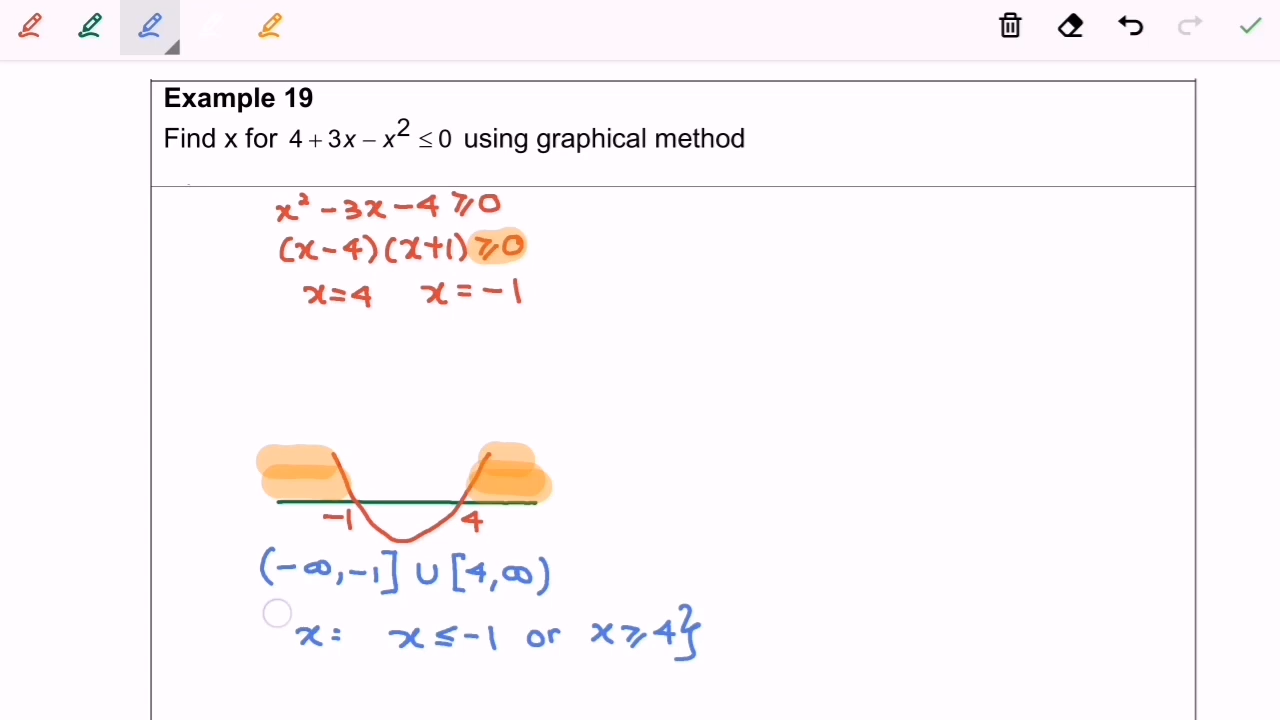 Example 19
Find x for 4 + 3x – x² ≤ 0 using graphical method
x² - 3x - 4 ⩾ 0
(x - 4)(x + 1) ⩾ 0
x = 4 x = -1
-1 4
(-∞, -1] ∪ [4, ∞)
x: x ≤ -1 or x ⩾ 4}